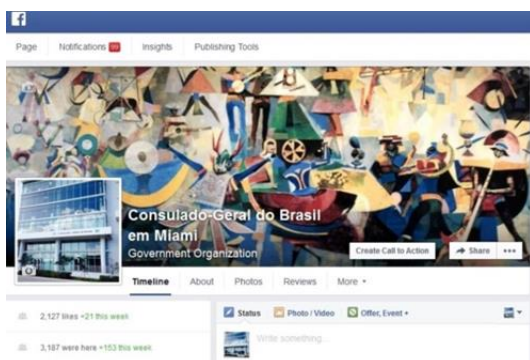 f
Page Notifications 99 Insights Publishing Tools
Consulado-Geral do Brasil
em Miami
Government Organization
Create Call to Action Share
Timeline About Photos Reviews More
2,127 likes +21 this week
3,187 were here +153 this week
Status Photo / Video Offer, Event +
Write something...